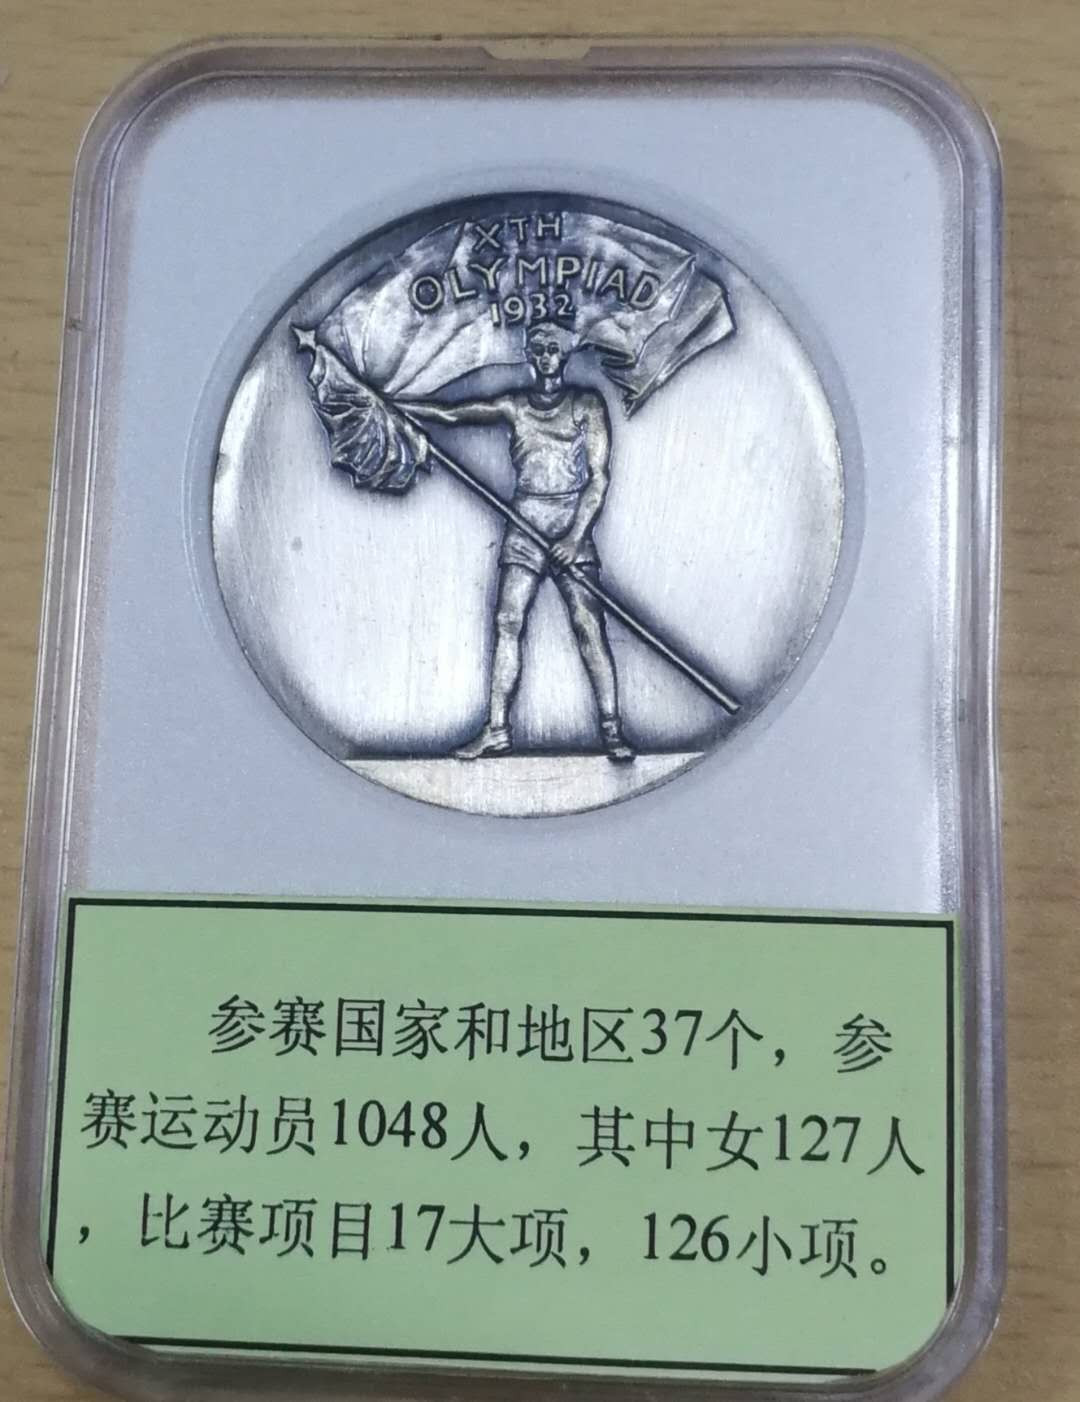 XTH
OLYMPIAD
1932
参赛国家和地区37个，参
赛运动员1048人，其中女127人
，比赛项目17大项，126小项。